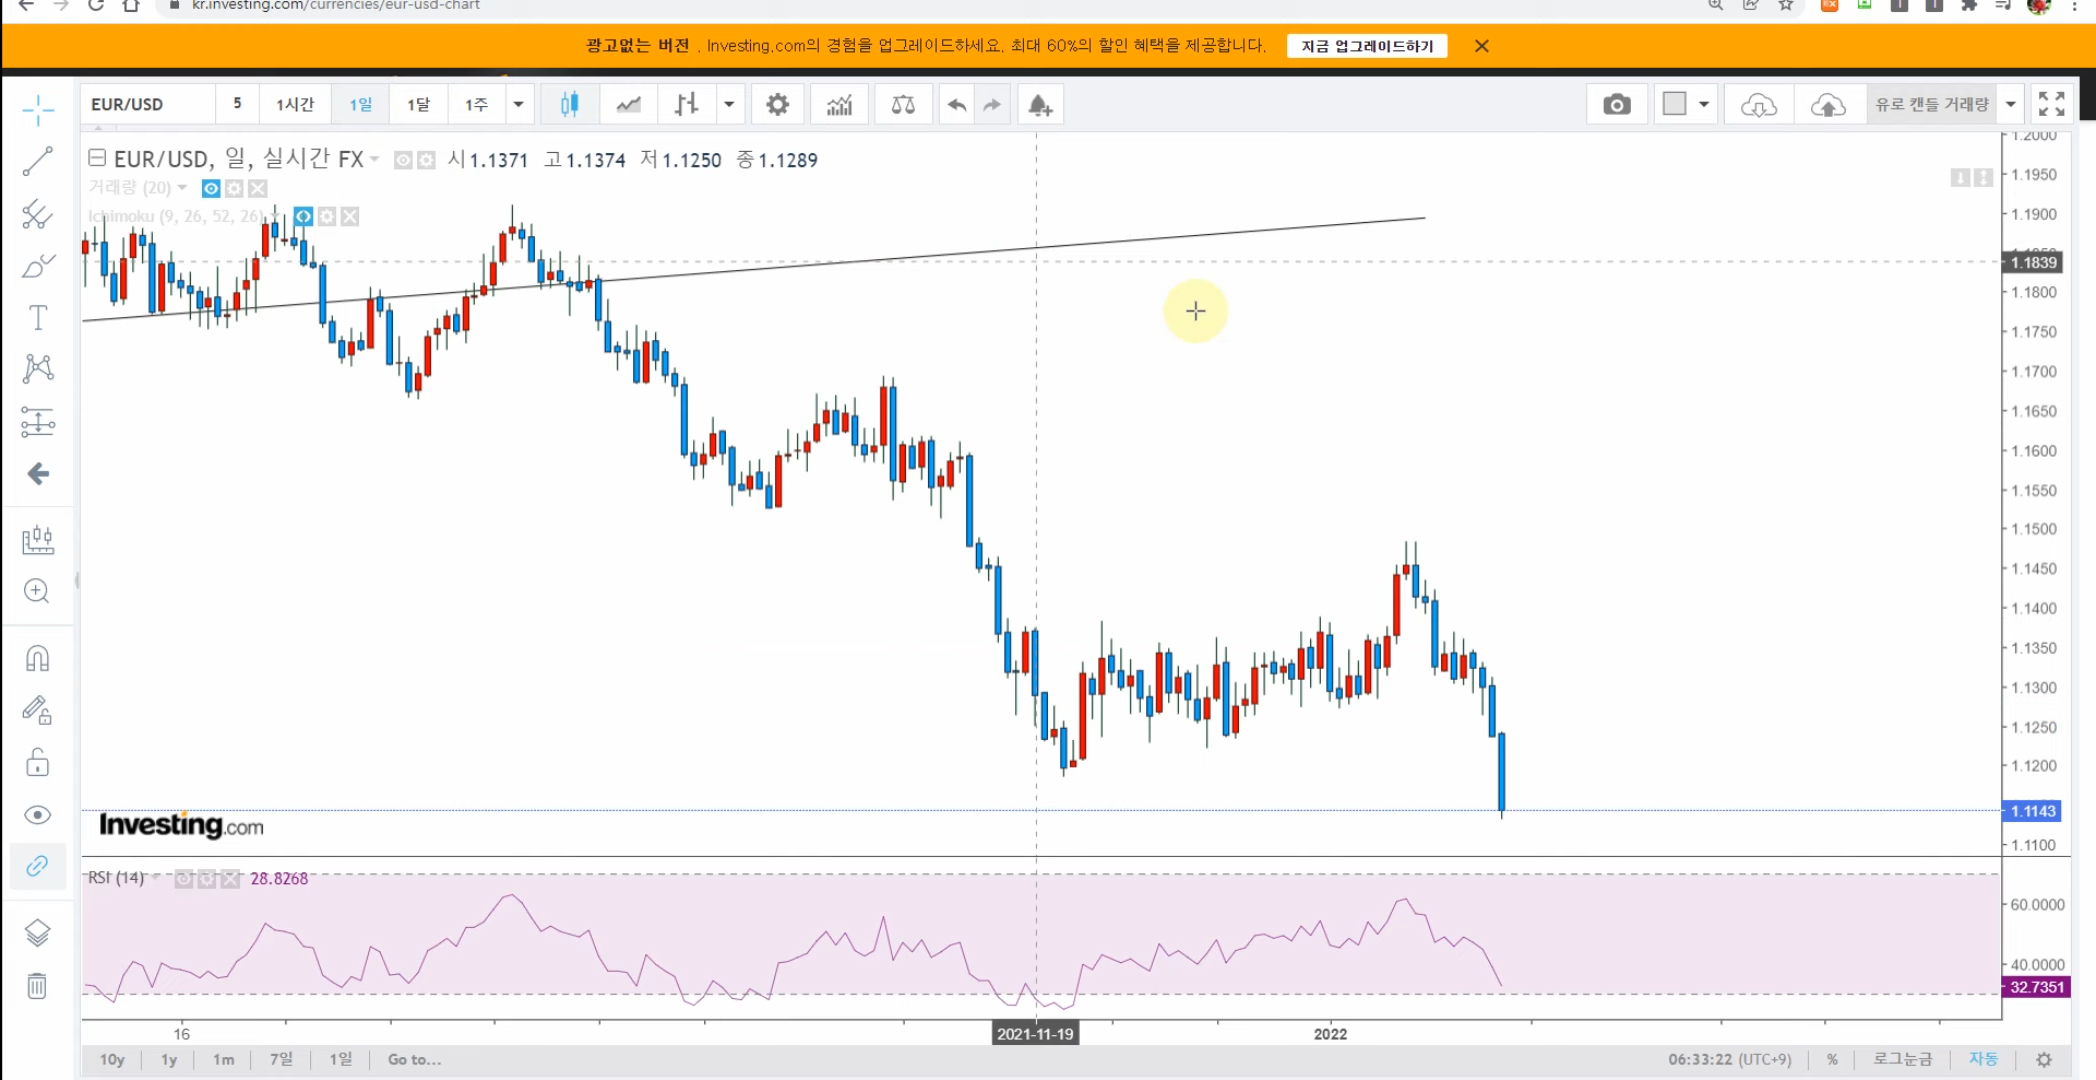 kr.investing.com/currencies/eur-usd-chart
광고없는 버전 . Investing.com의 경험을 업그레이드하세요. 최대 60%의 할인 혜택을 제공합니다. 지금 업그레이드하기
EUR/USD 5 1시간 1일 1달 1주 유로 캔들 거래량
EUR/USD, 일, 실시간 FX 시 1.1371 고 1.1374 저 1.1250 종 1.1289
거래량 (20)
Ichimoku (9, 26, 52, 26)
1.2000
1.1950
1.1900
1.1839
1.1800
1.1750
1.1700
1.1650
1.1600
1.1550
1.1500
1.1450
1.1400
1.1350
1.1300
1.1250
1.1200
1.1143
1.1100
Investing.com
RSI (14) 28.8268
60.0000
40.0000
32.7351
16 2021-11-19 2022
10y 1y 1m 7일 1일 Go to... 06:33:22 (UTC+9) % 로그눈금 자동